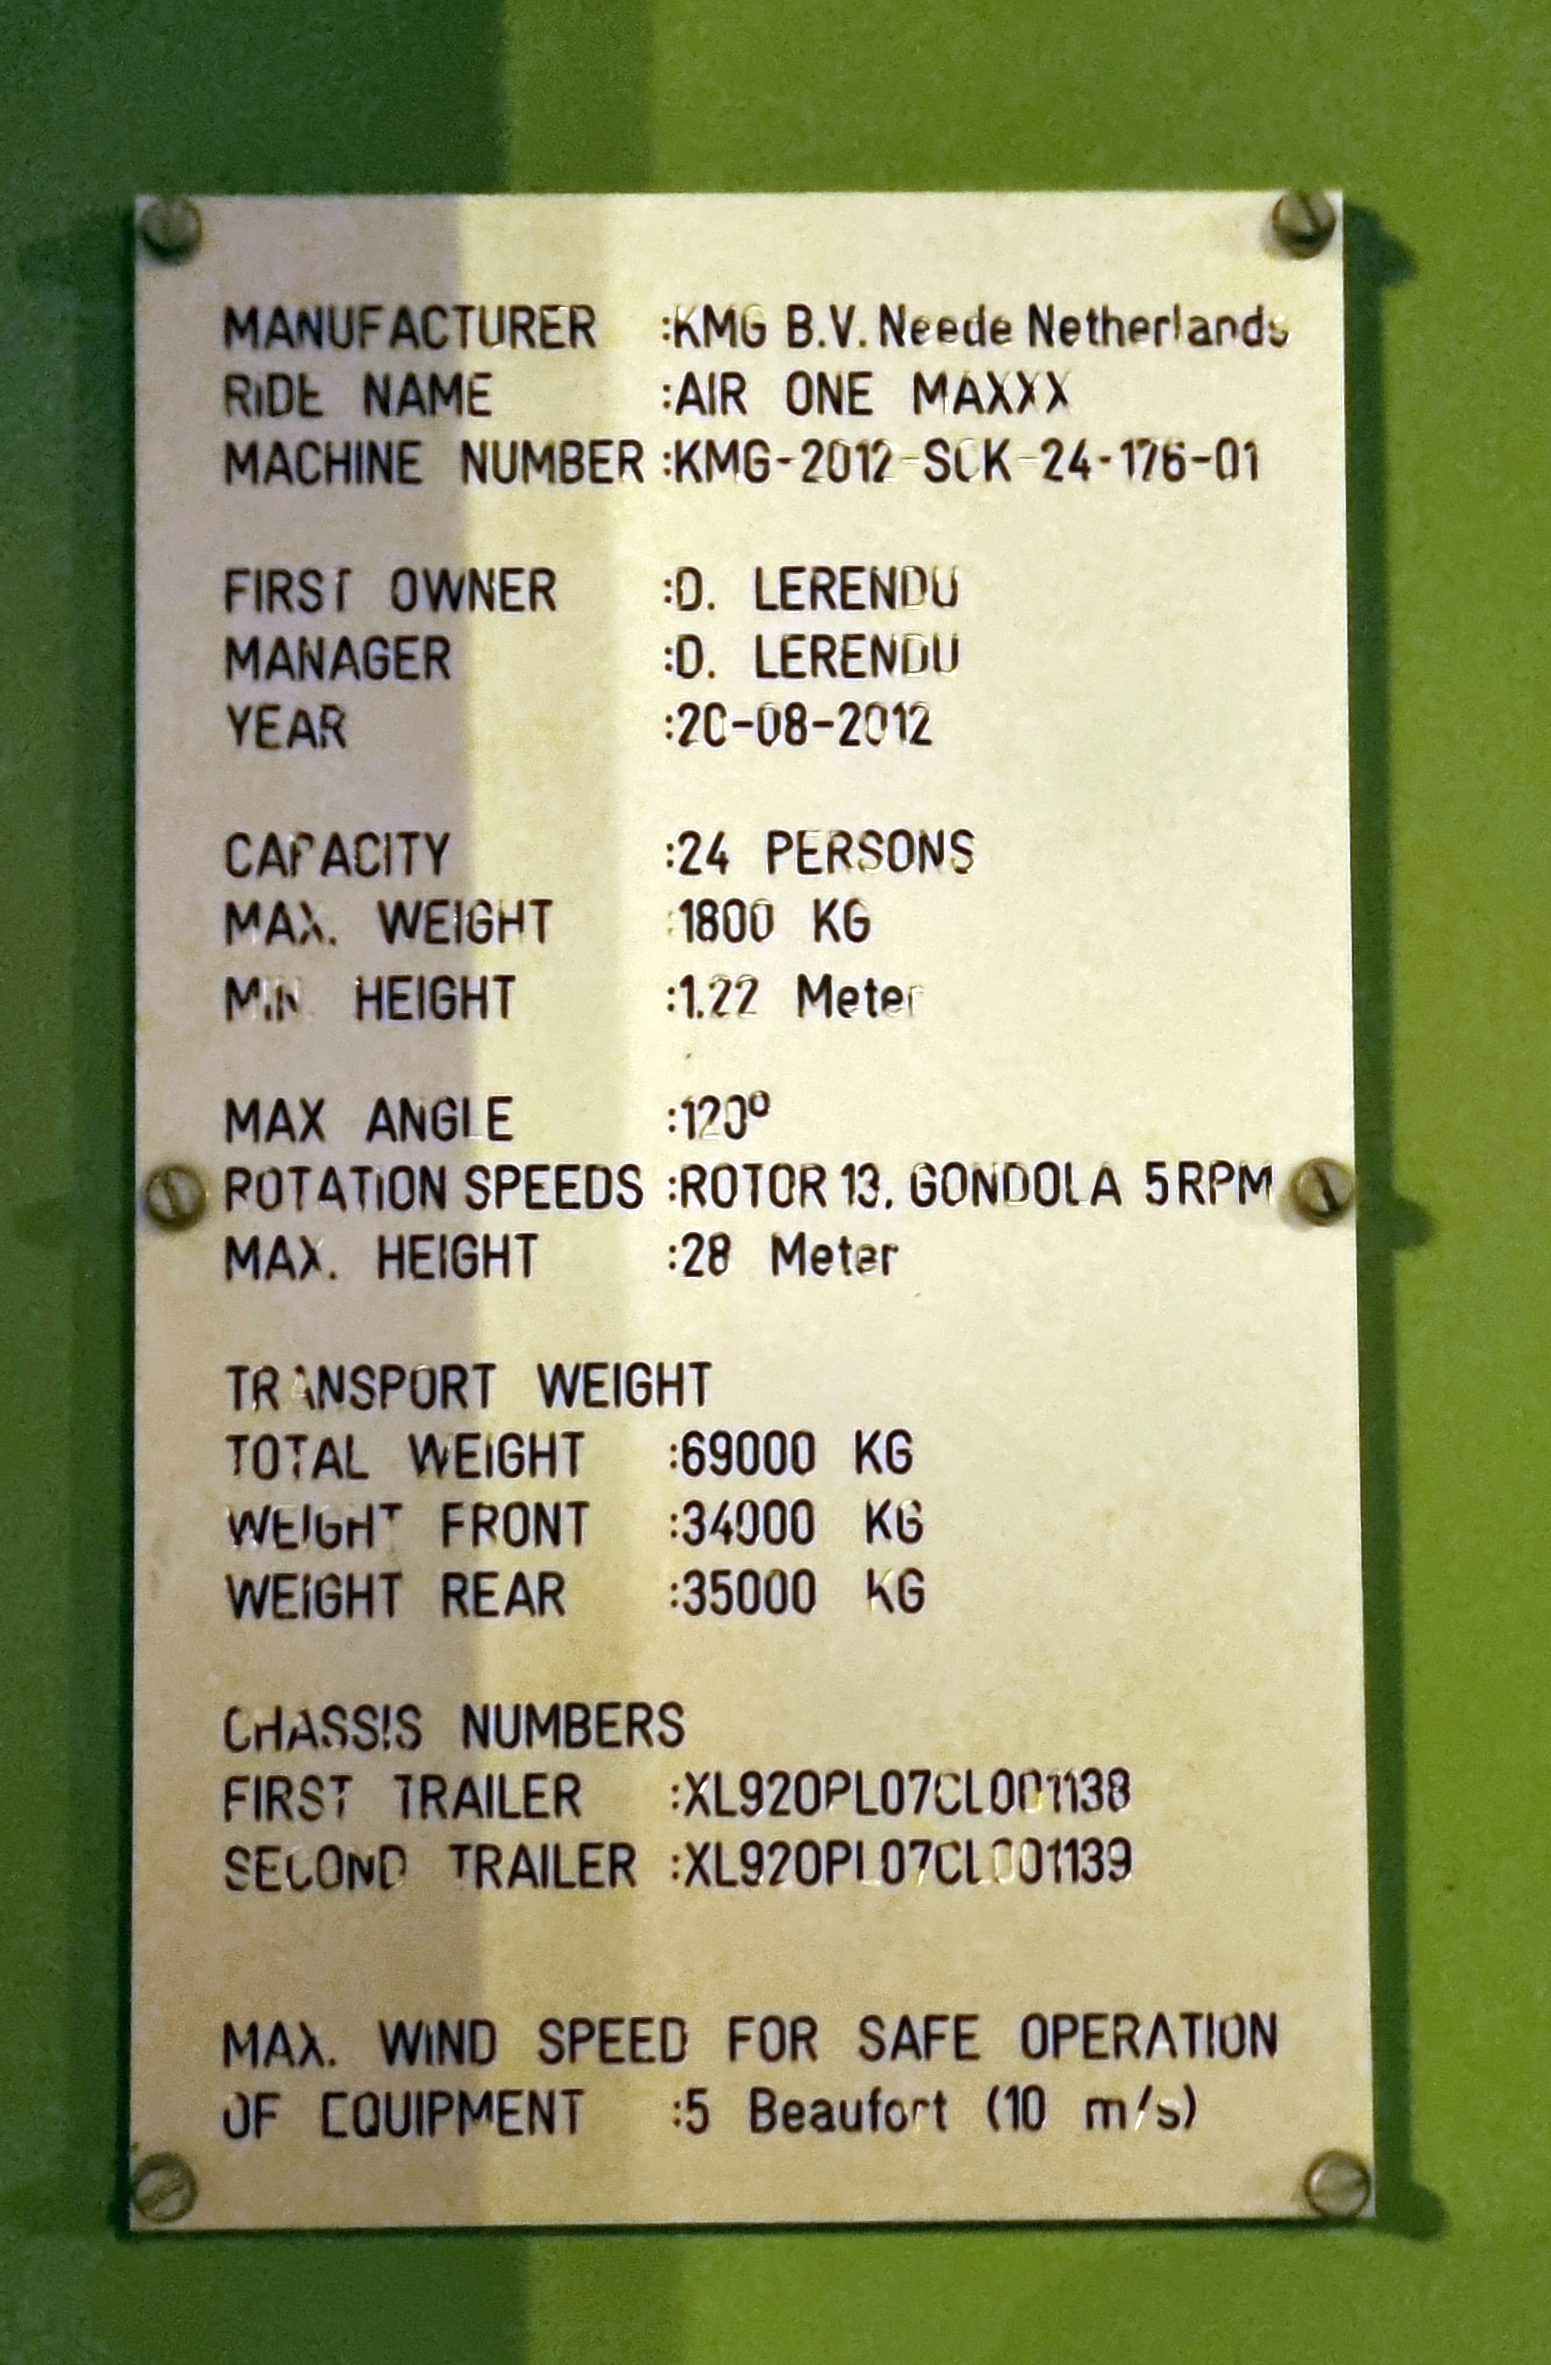 MANUFACTURER :KMG B.V. Neede Netherlands
RIDE NAME :AIR ONE MAXXX
MACHINE NUMBER :KMG-2012-SCK-24-176-01
FIRST OWNER :D. LERENDU
MANAGER :D. LERENDU
YEAR :20-08-2012
CAPACITY :24 PERSONS
MAX. WEIGHT :1800 KG
MIN. HEIGHT :1.22 Meter
MAX ANGLE :120º
ROTATION SPEEDS :ROTOR 13, GONDOLA 5 RPM
MAX. HEIGHT :28 Meter
TRANSPORT WEIGHT
TOTAL WEIGHT :69000 KG
WEIGHT FRONT :34000 KG
WEIGHT REAR :35000 KG
CHASSIS NUMBERS
FIRST TRAILER :XL920PL07CL001138
SECOND TRAILER :XL920PL07CL001139
MAX. WIND SPEED FOR SAFE OPERATION
OF EQUIPMENT :5 Beaufort (10 m/s)